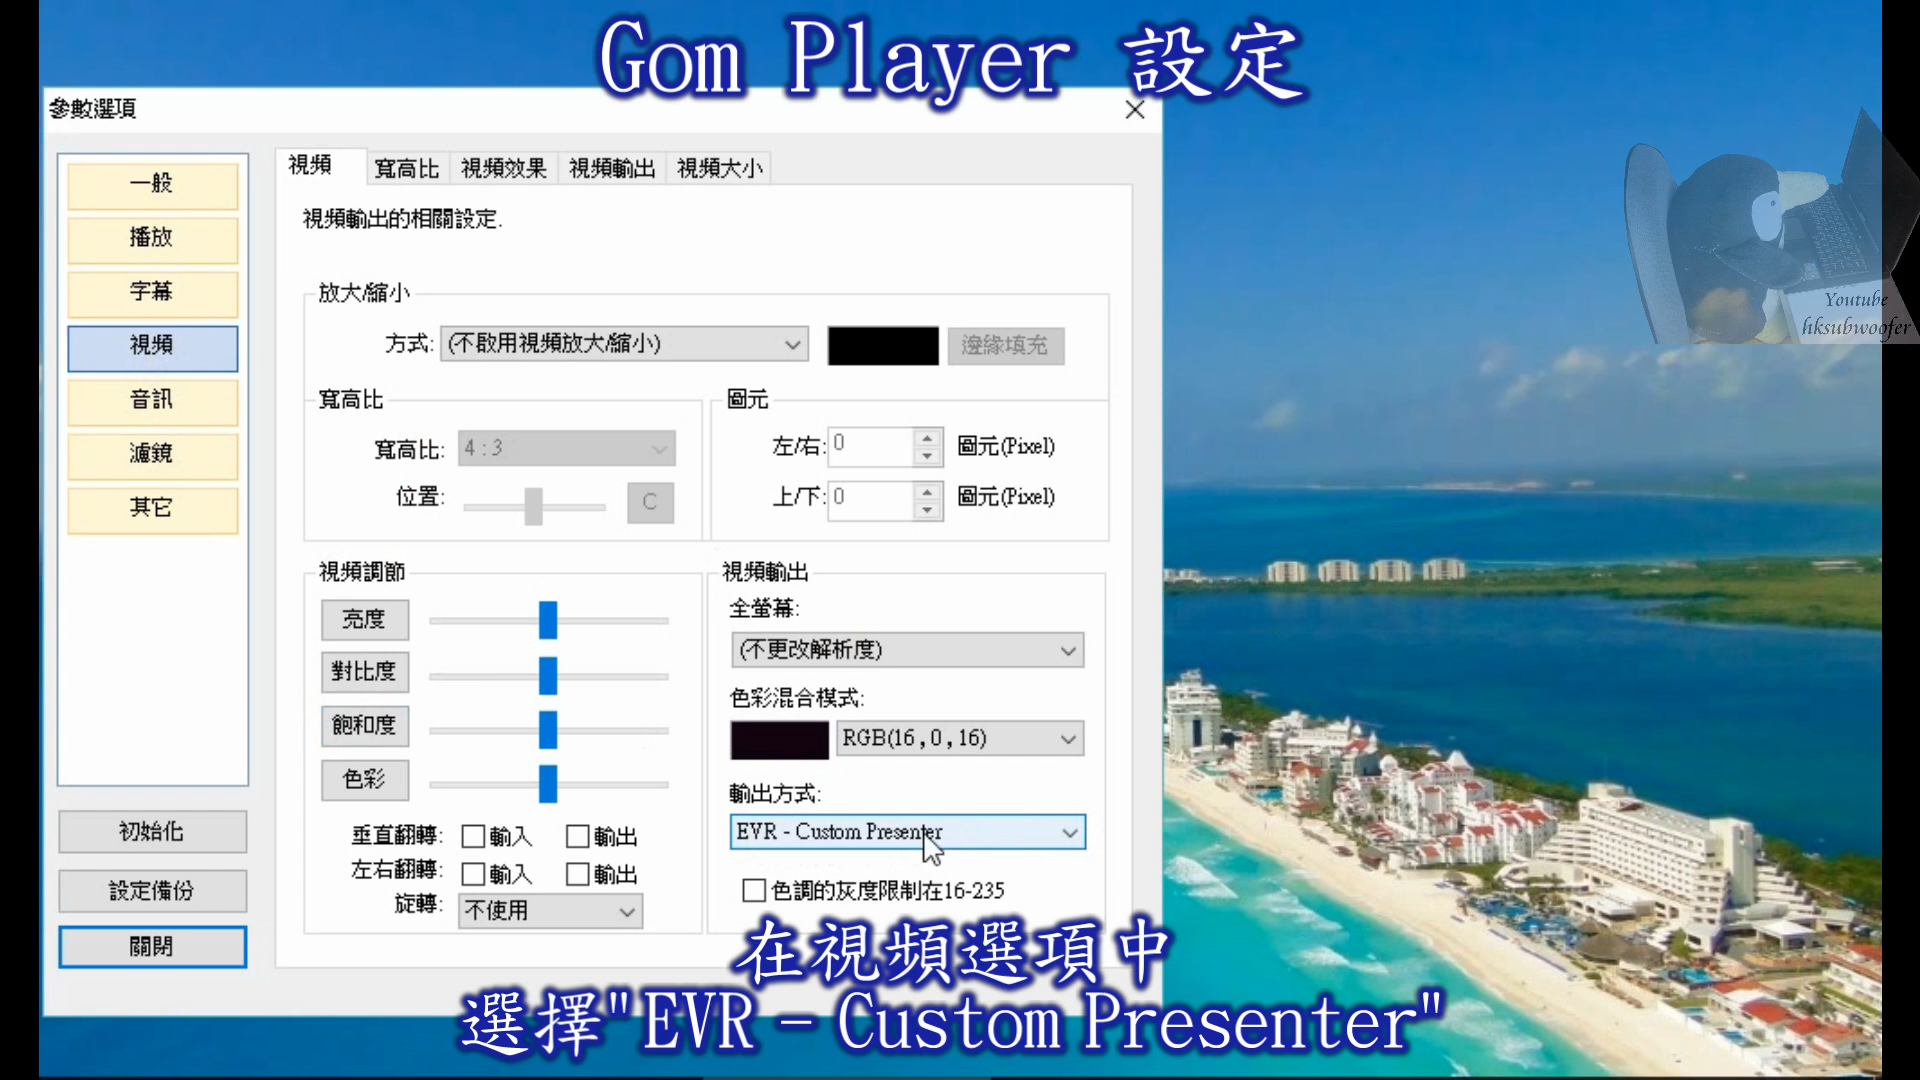 Gom Player 設定
參數選項
一般
播放
字幕
視頻
音訊
濾鏡
其它
初始化
設定備份
關閉
視頻 寬高比 視頻效果 視頻輸出 視頻大小
視頻輸出的相關設定.
放大/縮小
方式: (不啟用視頻放大/縮小) 邊緣填充
寬高比
寬高比: 4 : 3
位置: C
圖元
左/右: 0 圖元(Pixel)
上/下: 0 圖元(Pixel)
視頻調節
亮度
對比度
飽和度
色彩
垂直翻轉: 輸入 輸出
左右翻轉: 輸入 輸出
旋轉: 不使用
視頻輸出
全螢幕:
(不更改解析度)
色彩混合模式:
RGB(16,0,16)
輸出方式:
EVR - Custom Presenter
色調的灰度限制在16-235
Youtube
hksubwoofer
在視頻選項中
選擇"EVR－Custom Presenter"